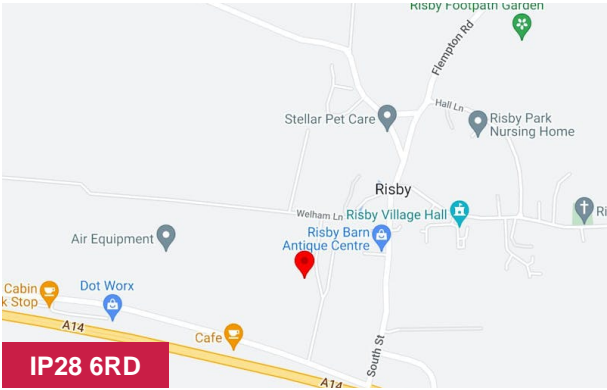 Risby Footpath Garden
Flempton Rd
Hall Ln
Stellar Pet Care
Risby Park
Nursing Home
Risby
Welham Ln
Risby Village Hall
Ri
Air Equipment
Risby Barn
Antique Centre
Cabin
k Stop
Dot Worx
A14
Cafe
South St
A14
IP28 6RD